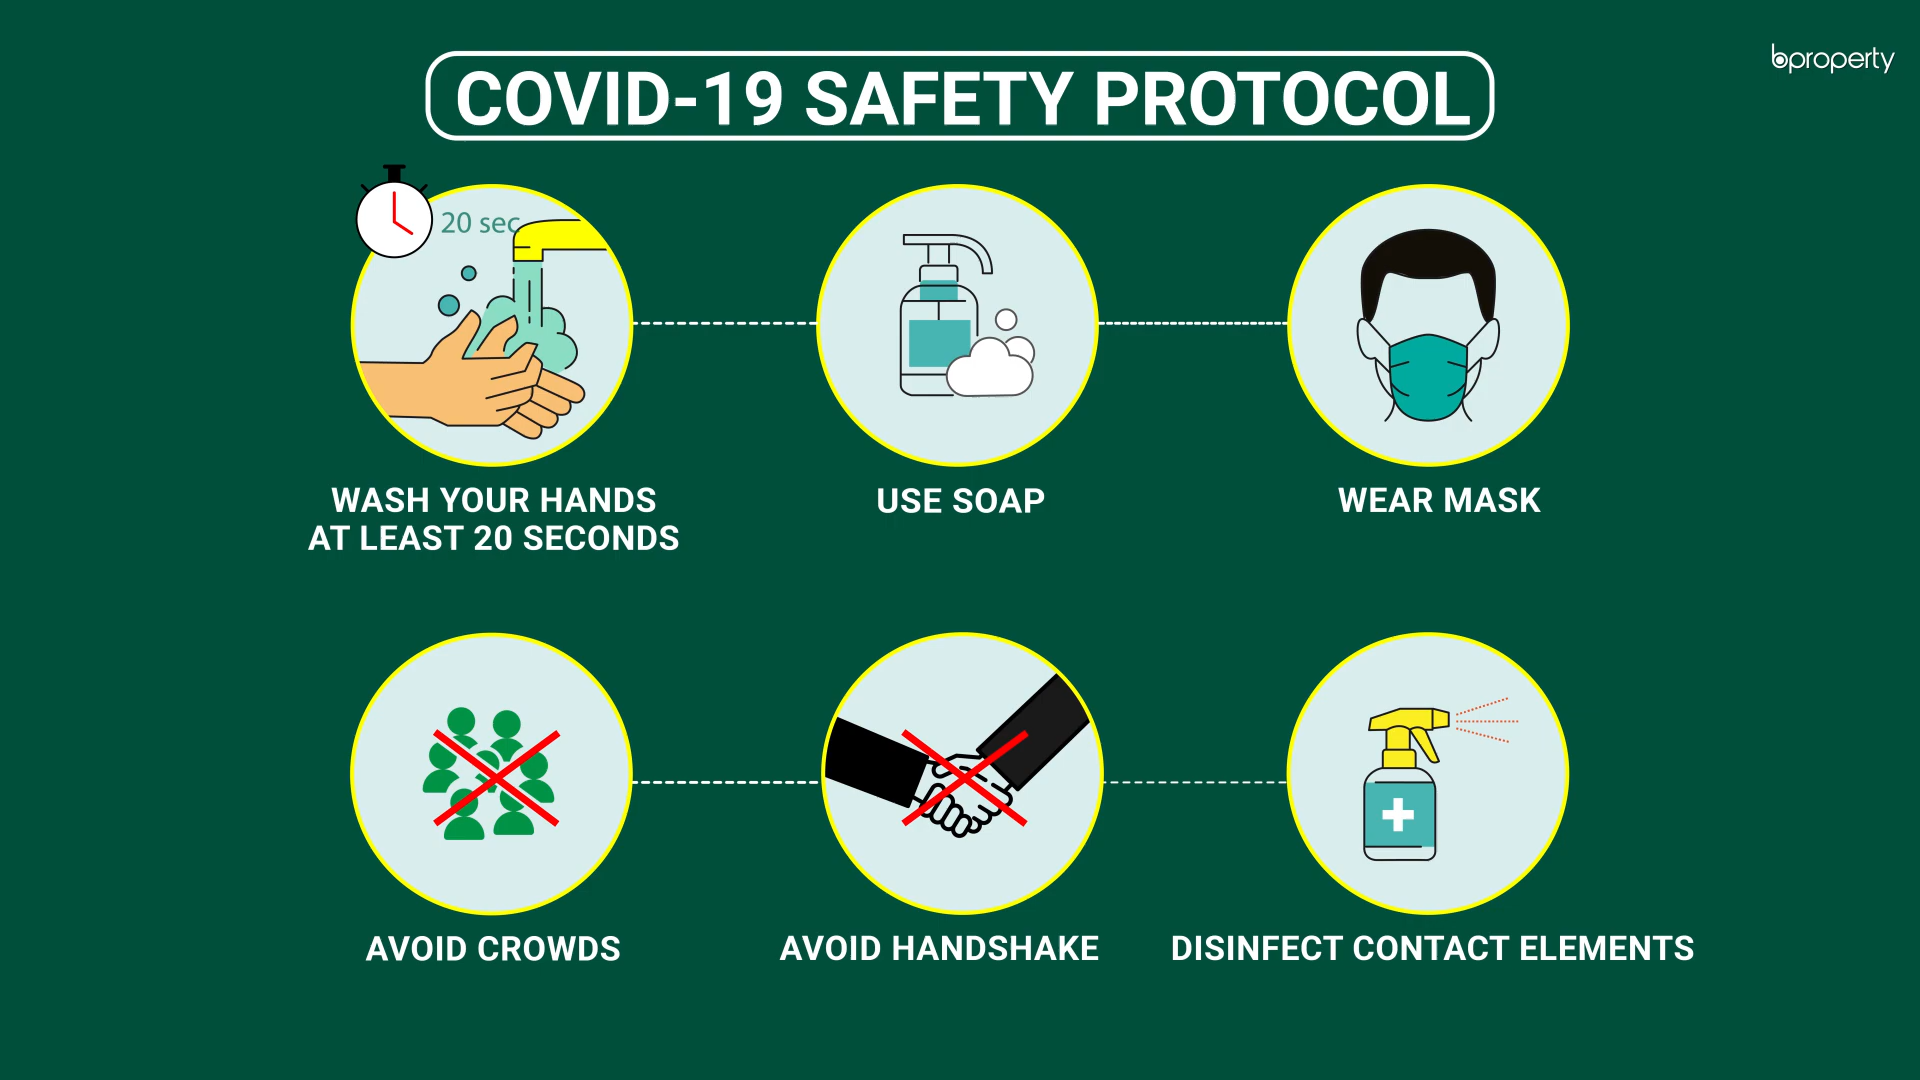 COVID-19 SAFETY PROTOCOL
bproperty
20 sec
WASH YOUR HANDS
AT LEAST 20 SECONDS
USE SOAP
WEAR MASK
AVOID CROWDS
AVOID HANDSHAKE
DISINFECT CONTACT ELEMENTS